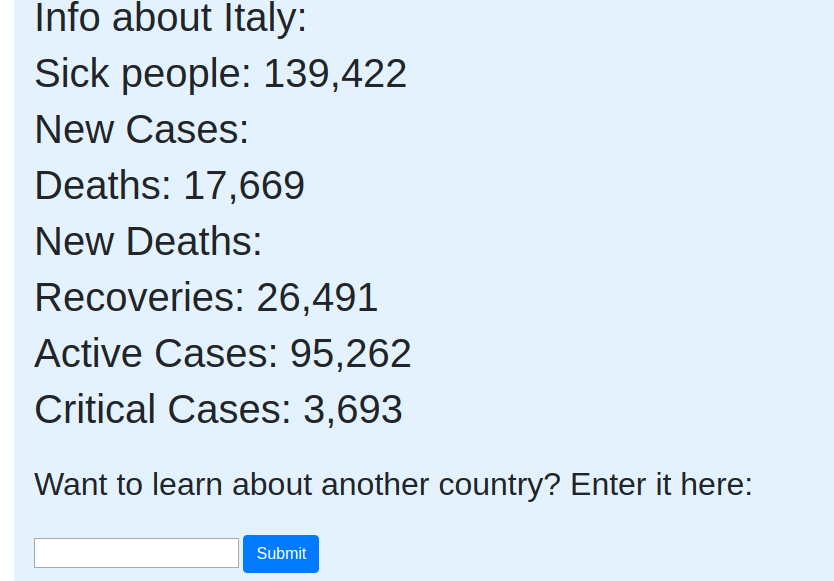 Info about Italy:
Sick people: 139,422
New Cases:
Deaths: 17,669
New Deaths:
Recoveries: 26,491
Active Cases: 95,262
Critical Cases: 3,693
Want to learn about another country? Enter it here:
Submit